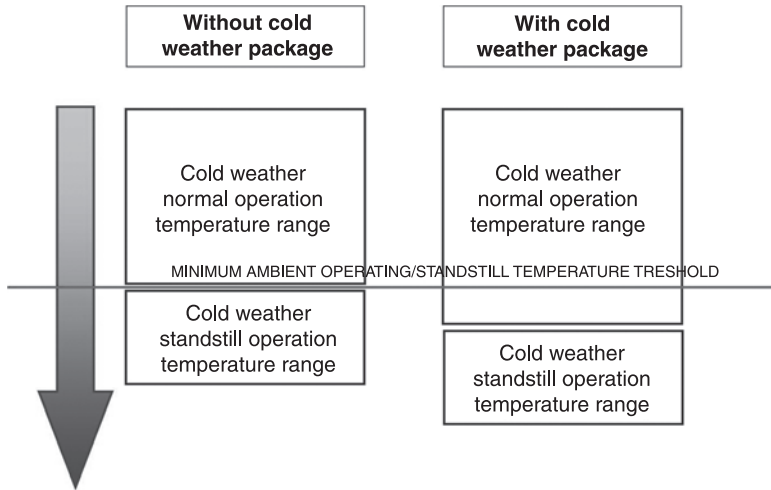 Without cold
weather package
With cold
weather package
Cold weather
normal operation
temperature range
Cold weather
normal operation
temperature range
MINIMUM AMBIENT OPERATING/STANDSTILL TEMPERATURE TRESHOLD
Cold weather
standstill operation
temperature range
Cold weather
standstill operation
temperature range